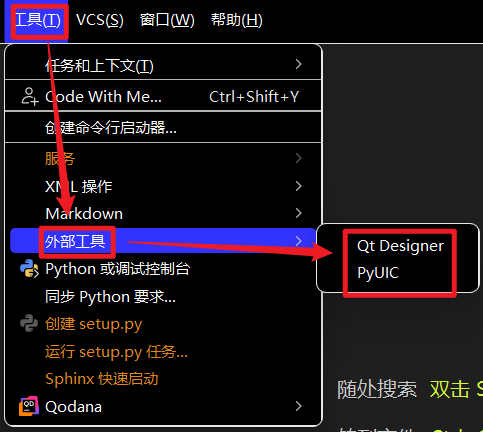 工具(T) VCS(S) 窗口(W) 帮助(H)
任务和上下文(T)
Code With Me... Ctrl+Shift+Y
创建命令行启动器...
服务
XML 操作
Markdown
外部工具
Qt Designer
PyUIC
Python 或调试控制台
同步 Python 要求...
创建 setup.py
运行 setup.py 任务...
Sphinx 快速启动
QD Qodana
随处搜索 双击 S